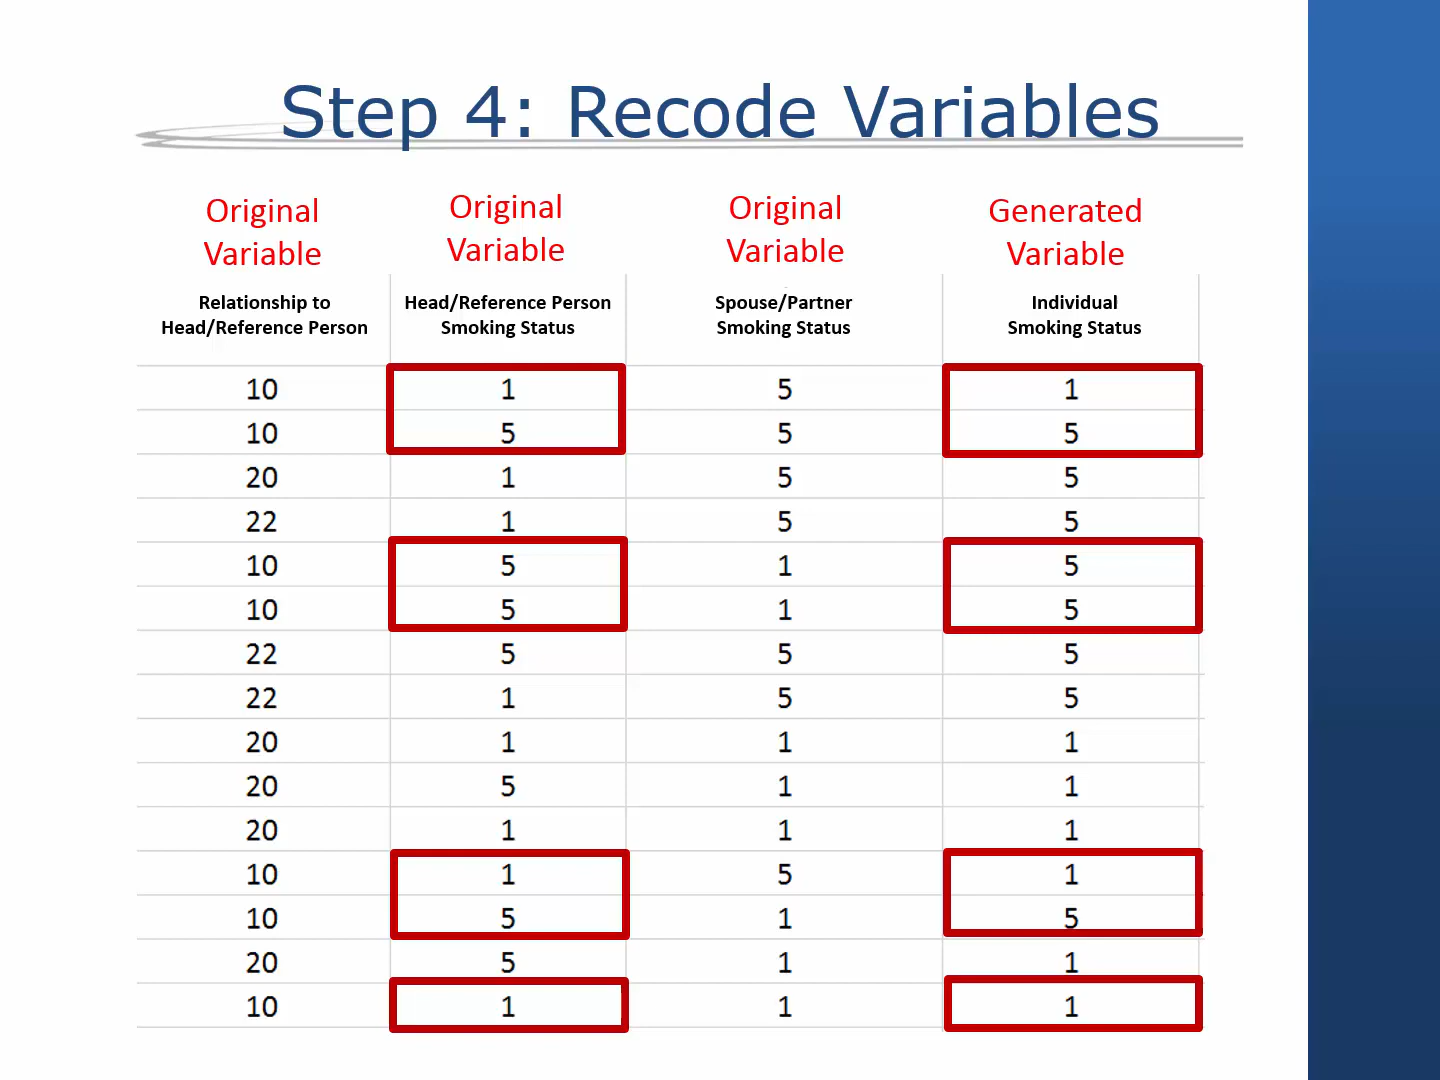 Step 4: Recode Variables
Original Variable
Original Variable
Original Variable
Generated Variable
Relationship to Head/Reference Person
Head/Reference Person Smoking Status
Spouse/Partner Smoking Status
Individual Smoking Status
10 1 5 1
10 5 5 5
20 1 5 5
22 1 5 5
10 5 1 5
10 5 1 5
22 5 5 5
22 1 5 5
20 1 1 1
20 5 1 1
20 1 1 1
10 1 5 1
10 5 1 5
20 5 1 1
10 1 1 1